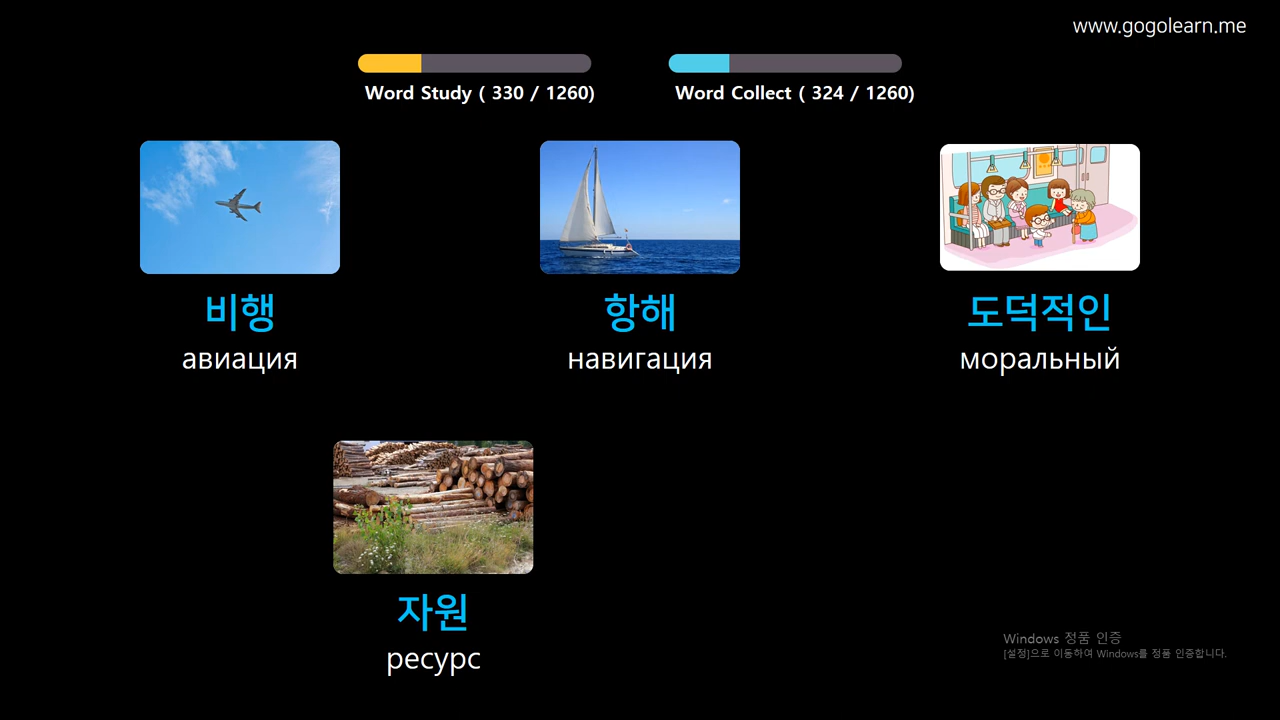 www.gogolearn.me
Word Study ( 330 / 1260)
Word Collect ( 324 / 1260)
비행
авиация
항해
навигация
도덕적인
моральный
자원
ресурс
Windows 정품 인증
[설정]으로 이동하여 Windows를 정품 인증합니다.